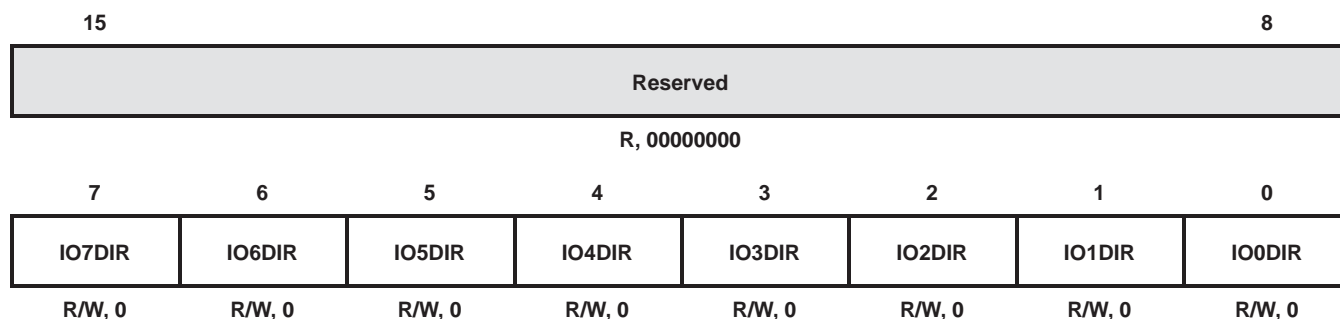 15 8
Reserved
R, 00000000
7 6 5 4 3 2 1 0
IO7DIR IO6DIR IO5DIR IO4DIR IO3DIR IO2DIR IO1DIR IO0DIR
R/W, 0 R/W, 0 R/W, 0 R/W, 0 R/W, 0 R/W, 0 R/W, 0 R/W, 0